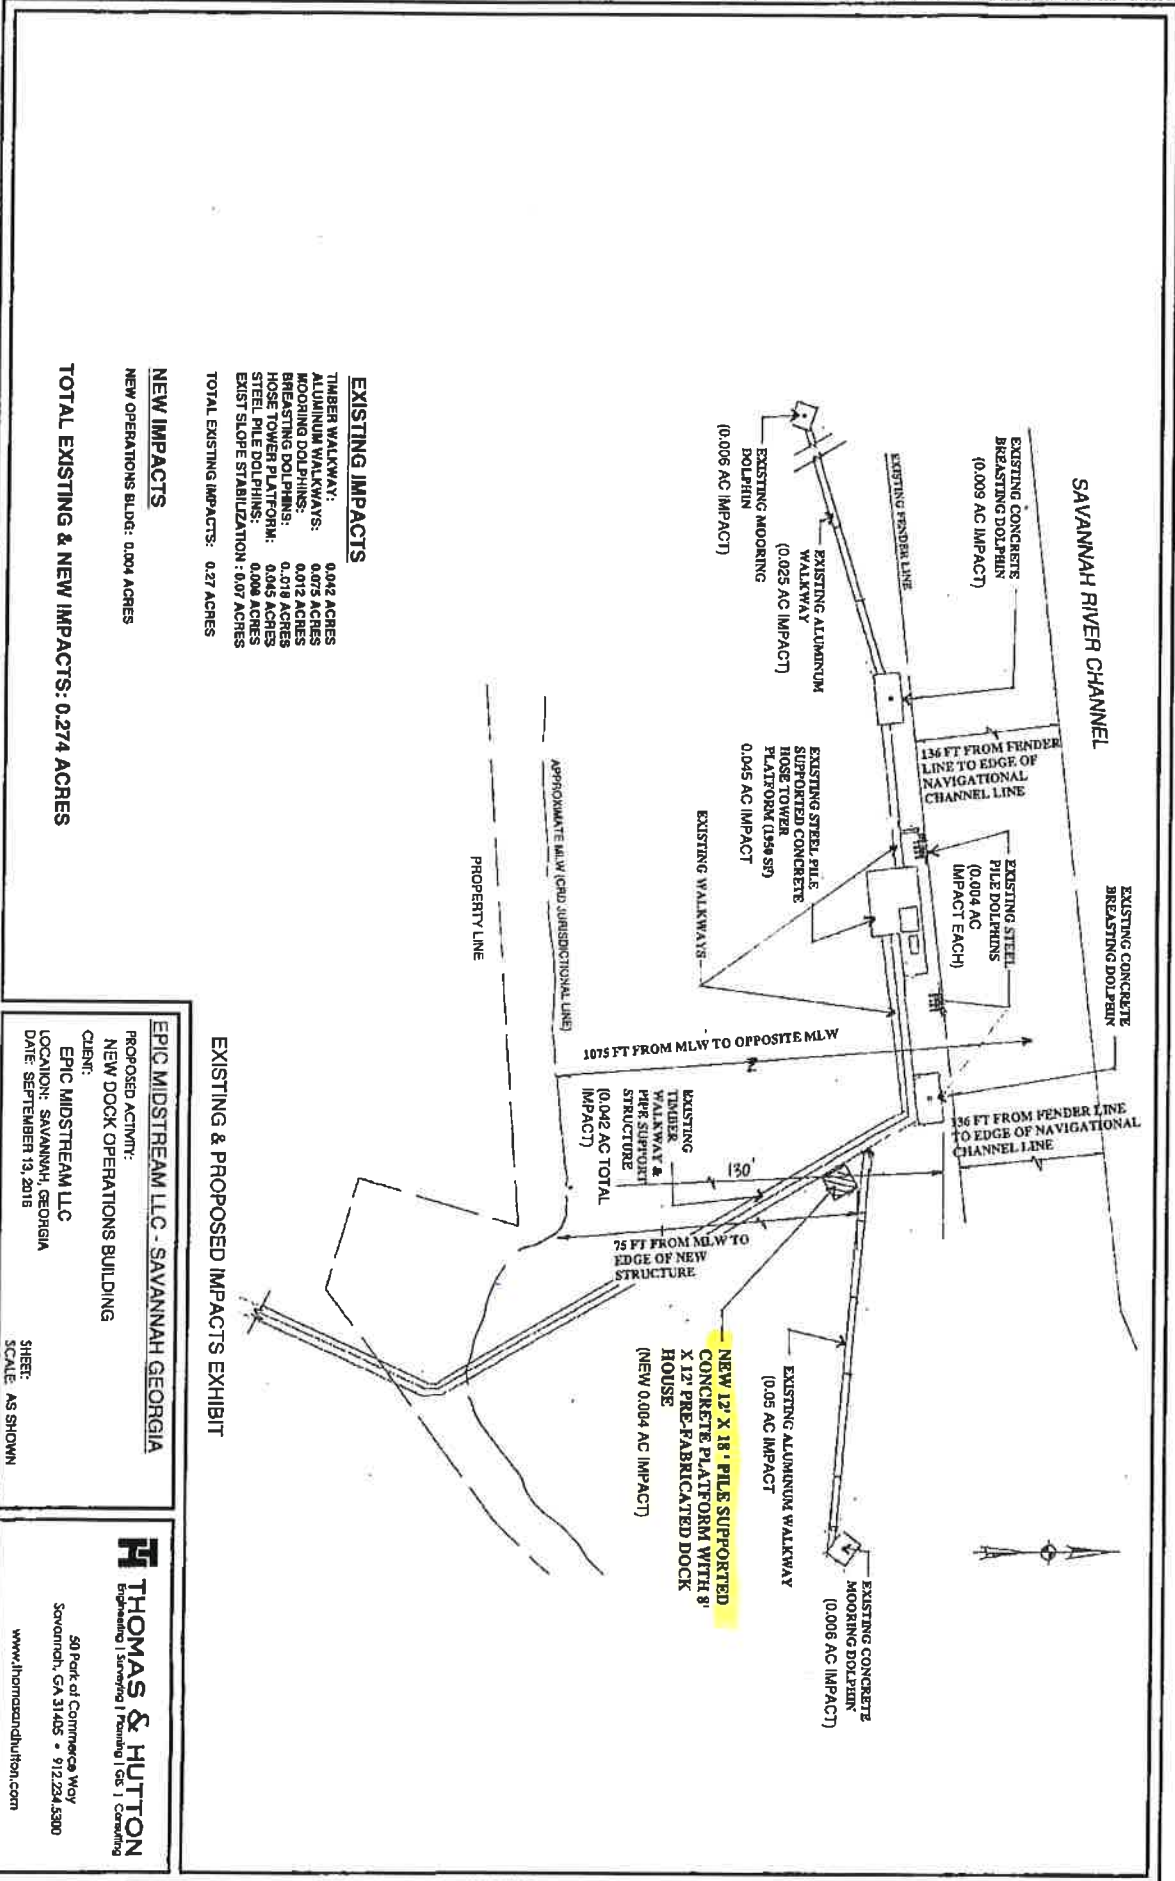 SAVANNAH RIVER CHANNEL
EXISTING CONCRETE
BREASTING DOLPHIN
(0.009 AC IMPACT)
EXISTING CONCRETE
BREASTING DOLPHIN
136 FT FROM FENDER
LINE TO EDGE OF
NAVIGATIONAL
CHANNEL LINE
EXISTING FENDER LINE
EXISTING STEEL
PILE DOLPHINS
(0.004 AC
IMPACT EACH)
136 FT FROM FENDER LINE
TO EDGE OF NAVIGATIONAL
CHANNEL LINE
EXISTING MOORING
DOLPHIN
(0.006 AC IMPACT)
EXISTING ALUMINUM
WALKWAY
(0.025 AC IMPACT)
EXISTING STEEL PILE
SUPPORTED CONCRETE
HOSE TOWER
PLATFORM (1950 SF)
0.045 AC IMPACT
EXISTING WALKWAYS
1075 FT FROM MLW TO OPPOSITE MLW
EXISTING
TIMBER
WALKWAY &
PIPE SUPPORT
STRUCTURE
(0.042 AC TOTAL
IMPACT)
130'
75 FT FROM MLW TO
EDGE OF NEW
STRUCTURE
EXISTING CONCRETE
MOORING DOLPHIN
(0.006 AC IMPACT)
EXISTING ALUMINUM WALKWAY
(0.05 AC IMPACT
NEW 12' X 18' PILE SUPPORTED
CONCRETE PLATFORM WITH 8'
X 12' PRE-FABRICATED DOCK
HOUSE
(NEW 0.004 AC IMPACT)
APPROXIMATE MLW (CRD JURISDICTIONAL LINE)
PROPERTY LINE
EXISTING IMPACTS
TIMBER WALKWAY: 0.042 ACRES
ALUMINUM WALKWAYS: 0.075 ACRES
MOORING DOLPHINS: 0.012 ACRES
BREASTING DOLPHINS: 0..018 ACRES
HOSE TOWER PLATFORM: 0.045 ACRES
STEEL PILE DOLPHINS: 0.008 ACRES
EXIST SLOPE STABILIZATION : 0.07 ACRES
TOTAL EXISTING IMPACTS: 0.27 ACRES
NEW IMPACTS
NEW OPERATIONS BLDG: 0.004 ACRES
TOTAL EXISTING & NEW IMPACTS: 0.274 ACRES
EXISTING & PROPOSED IMPACTS EXHIBIT
EPIC MIDSTREAM LLC - SAVANNAH GEORGIA
PROPOSED ACTIVITY:
NEW DOCK OPERATIONS BUILDING
CLIENT:
EPIC MIDSTREAM LLC
LOCATION: SAVANNAH, GEORGIA
DATE: SEPTEMBER 13, 2016
SHEET:
SCALE: AS SHOWN
THOMAS & HUTTON
Engineering | Surveying | Planning | GIS | Consulting
50 Park of Commerce Way
Savannah, GA 31405 • 912.234.5300
www.thomasandhutton.com